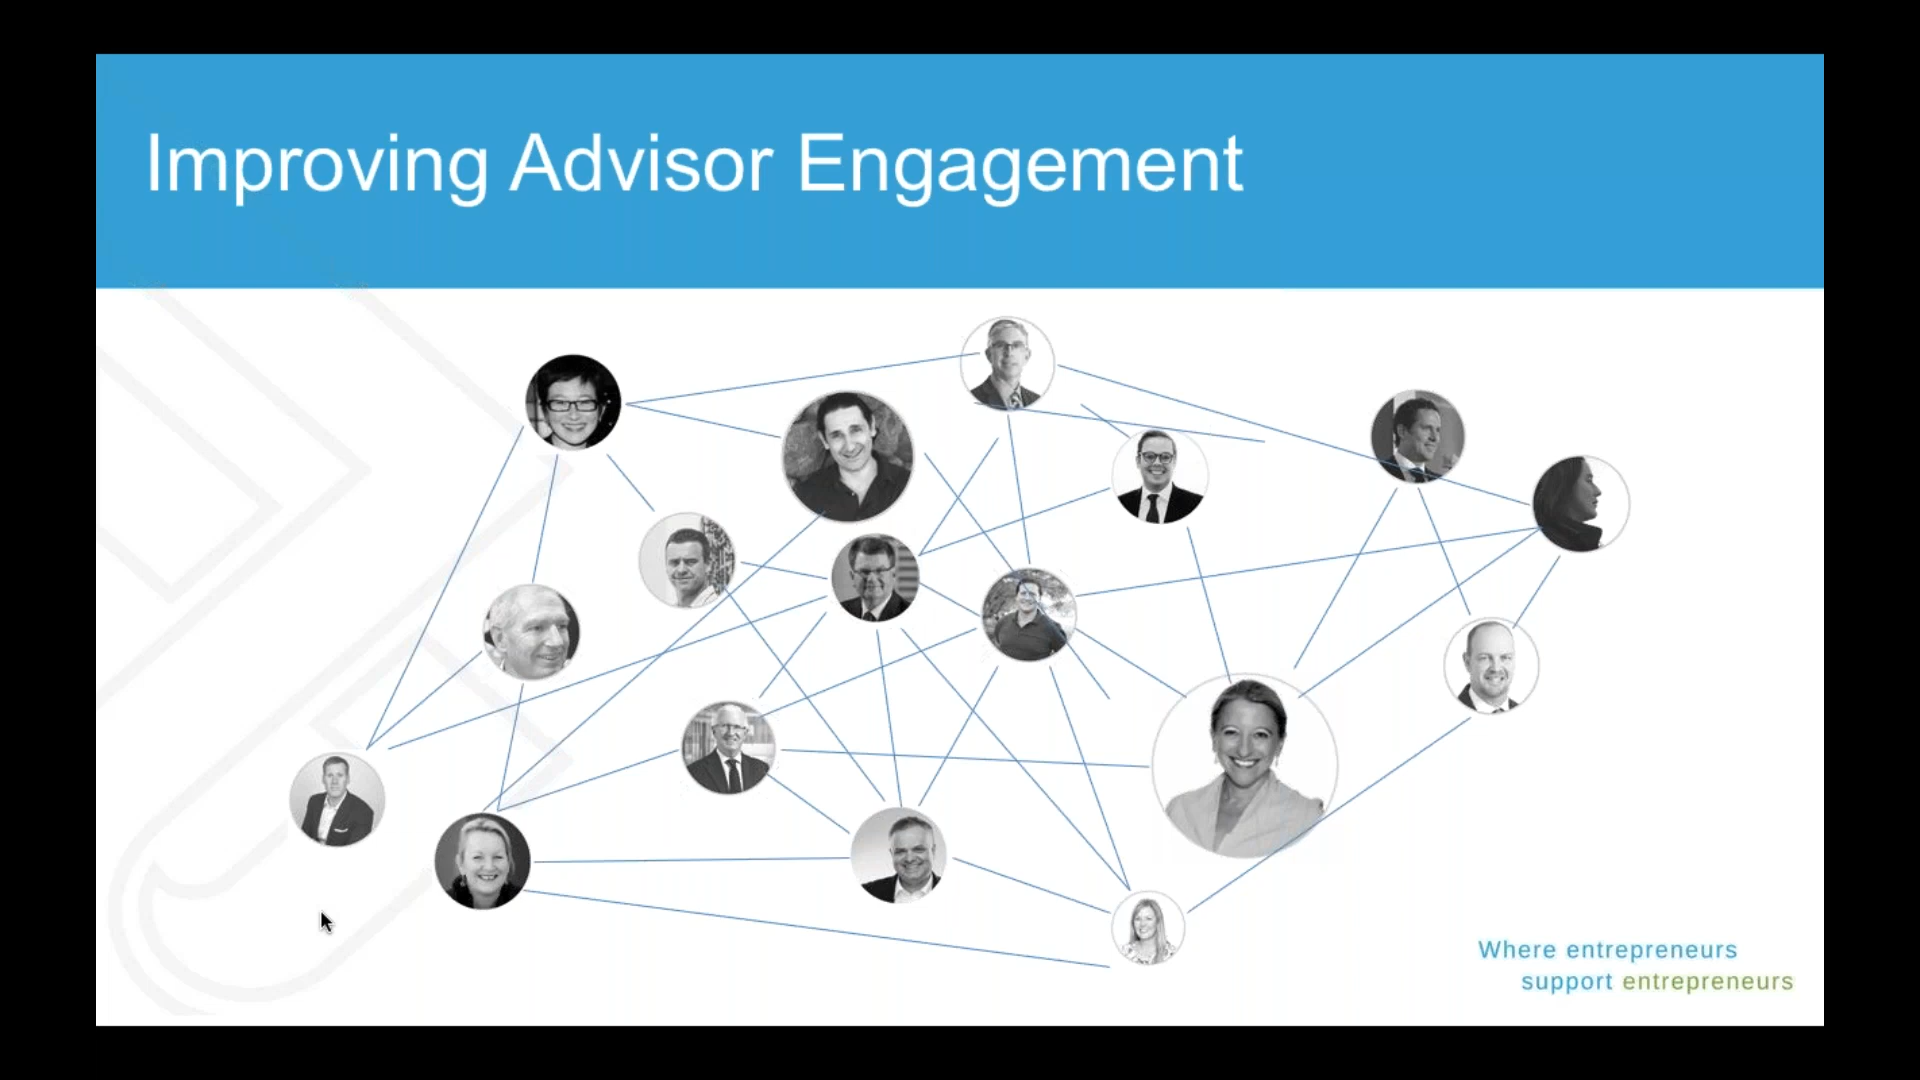 Improving Advisor Engagement
Where entrepreneurs
support entrepreneurs